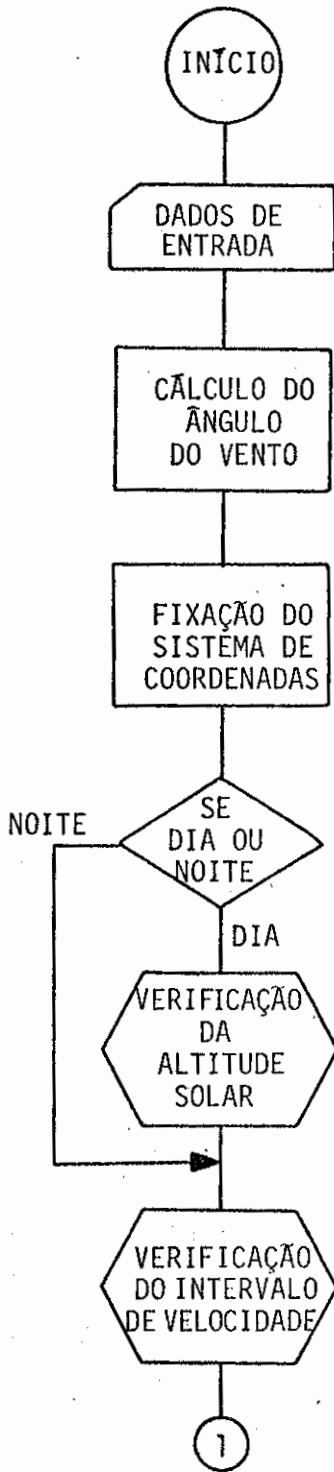 INÍCIO
DADOS DE
ENTRADA
CÁLCULO DO
ÂNGULO
DO VENTO
FIXAÇÃO DO
SISTEMA DE
COORDENADAS
SE
DIA OU
NOITE
NOITE
DIA
VERIFICAÇÃO
DA
ALTITUDE
SOLAR
VERIFICAÇÃO
DO INTERVALO
DE VELOCIDADE
1